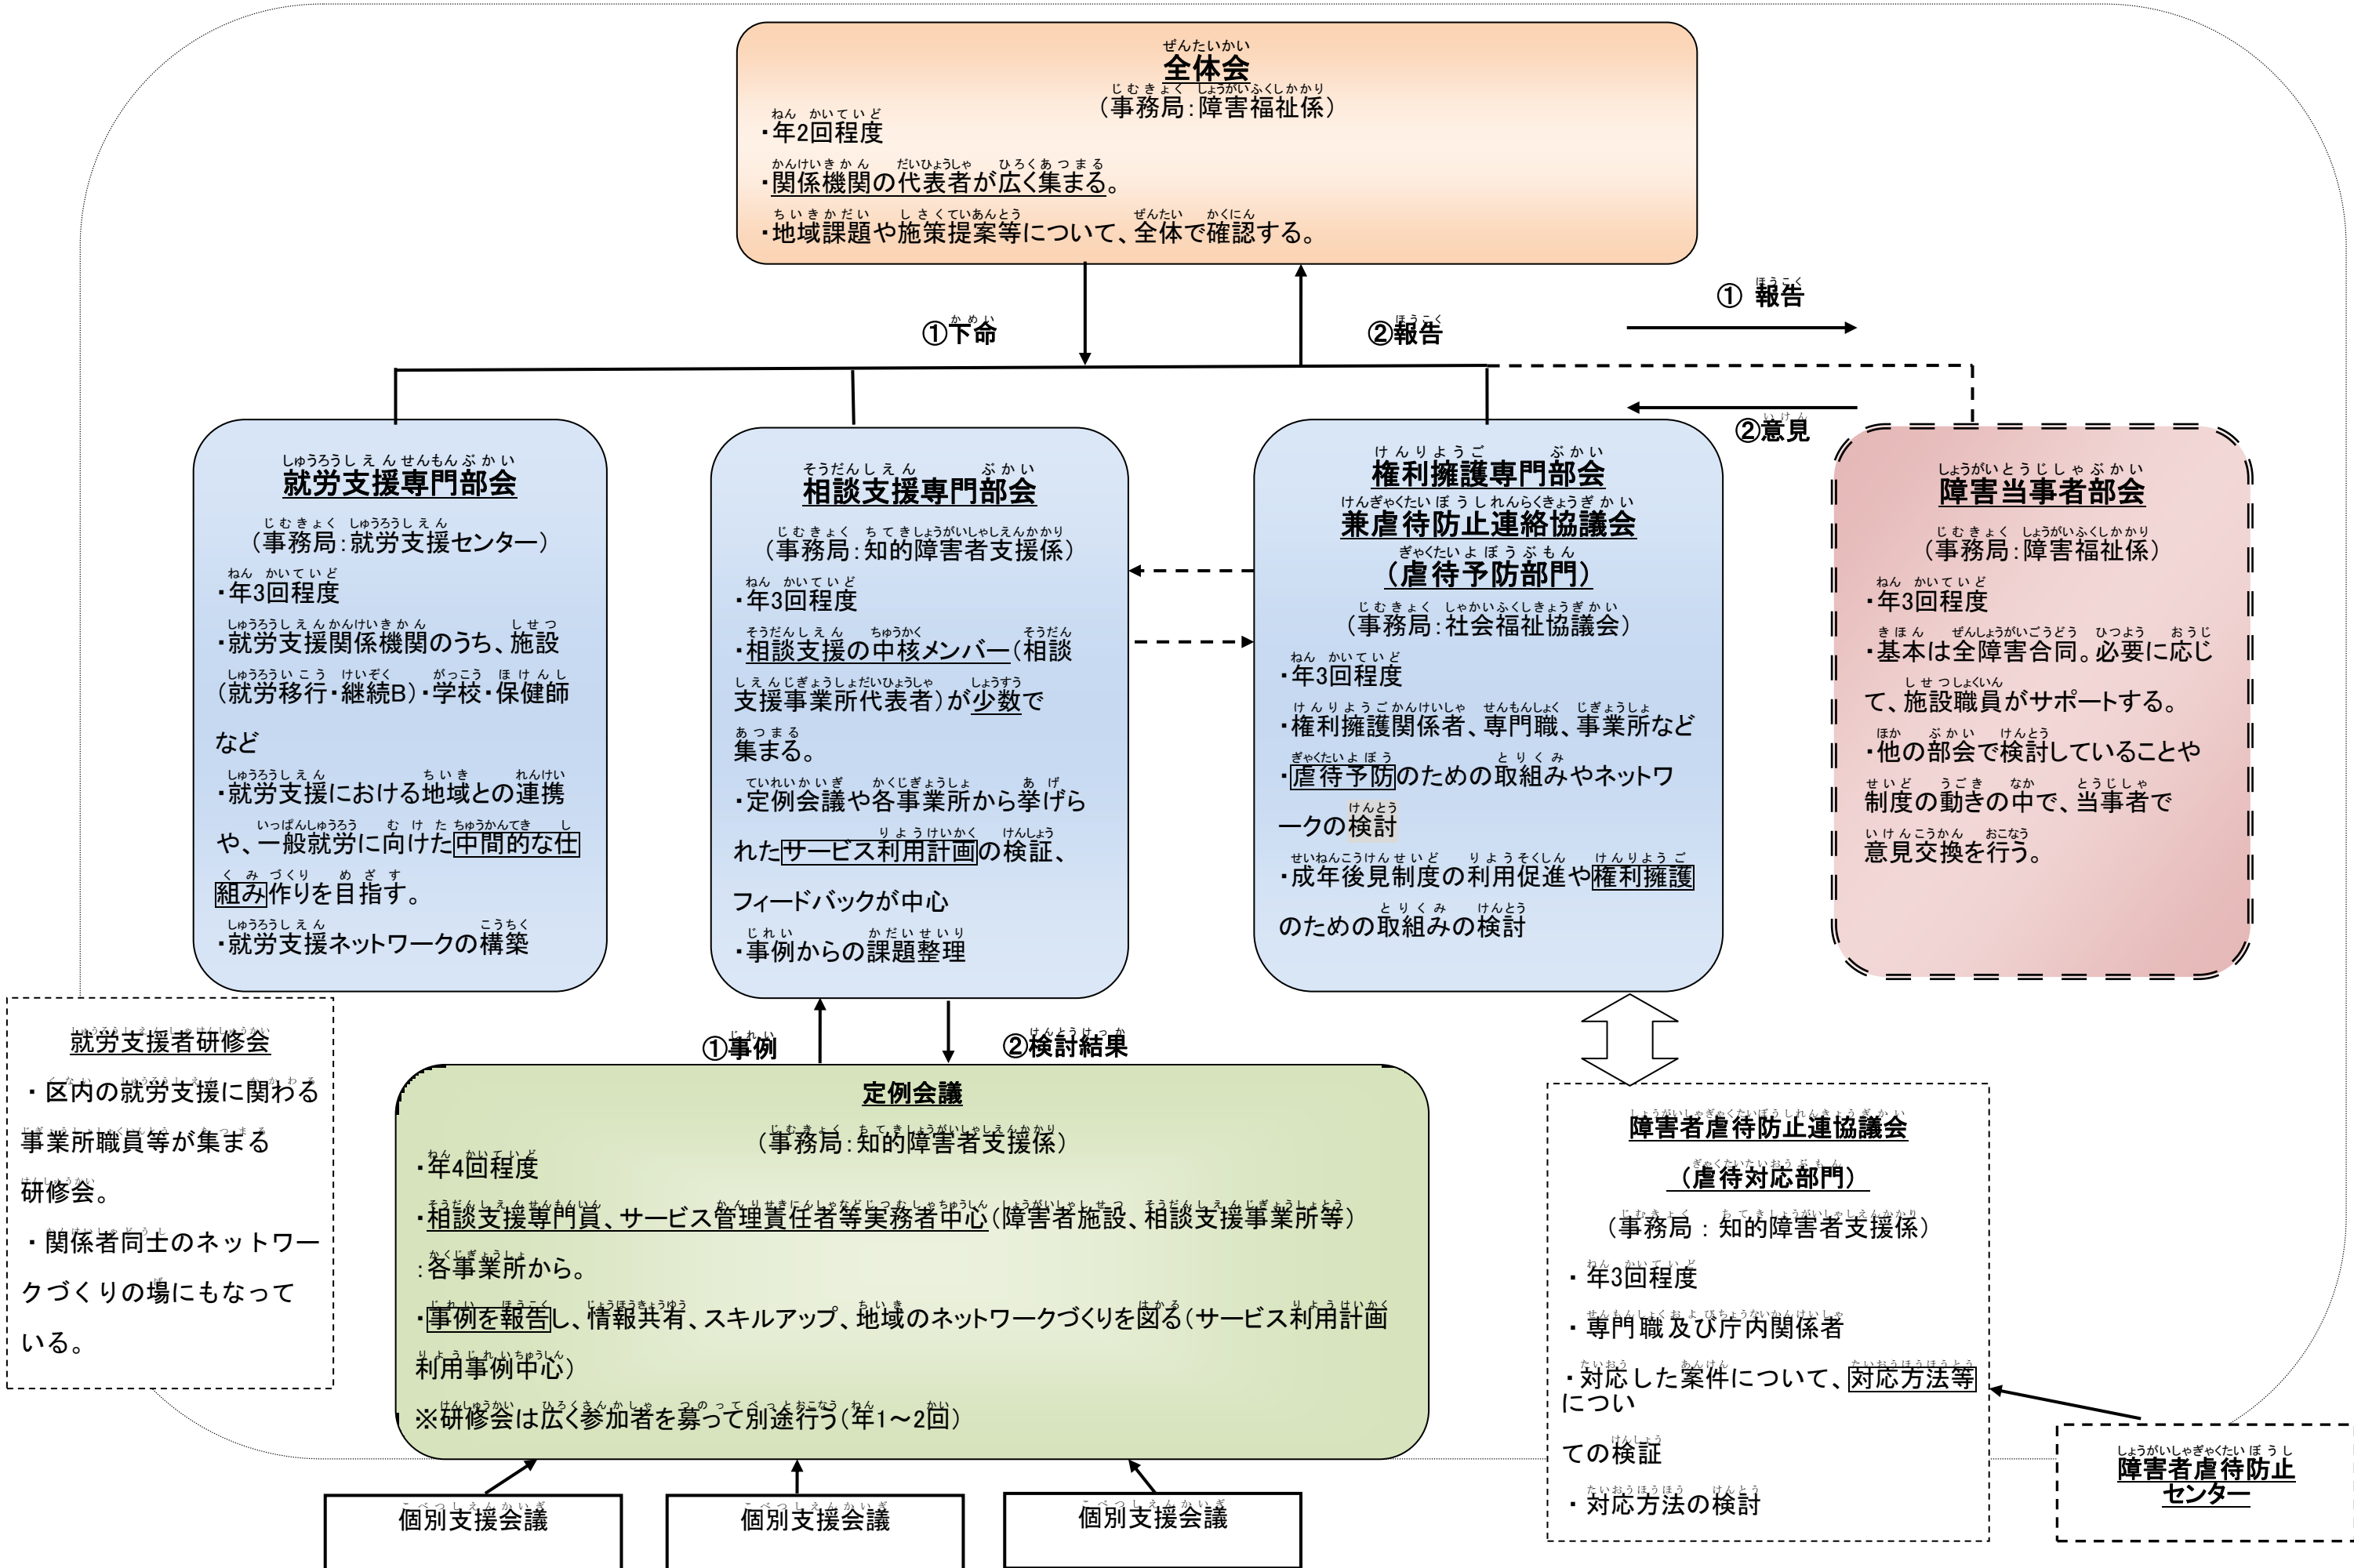 全体会
（事務局：障害福祉係）
・年2回程度
・関係機関の代表者が広く集まる。
・地域課題や施策提案等について、全体で確認する。
①下命
②報告
① 報告
②意見
就労支援専門部会
（事務局：就労支援センター）
・年3回程度
・就労支援関係機関のうち、施設
（就労移行・継続B）・学校・保健師
など
・就労支援における地域との連携
や、一般就労に向けた中間的な仕
組み作りを目指す。
・就労支援ネットワークの構築
相談支援専門部会
（事務局：知的障害者支援係）
・年3回程度
・相談支援の中核メンバー（相談
支援事業所代表者）が少数で
集まる。
・定例会議や各事業所から挙げら
れたサービス利用計画の検証、
フィードバックが中心
・事例からの課題整理
権利擁護専門部会
兼虐待防止連絡協議会
（虐待予防部門）
（事務局：社会福祉協議会）
・年3回程度
・権利擁護関係者、専門職、事業所など
・虐待予防のための取組みやネットワ
ークの検討
・成年後見制度の利用促進や権利擁護
のための取組みの検討
障害当事者部会
（事務局：障害福祉係）
・年3回程度
・基本は全障害合同。必要に応じ
て、施設職員がサポートする。
・他の部会で検討していることや
制度の動きの中で、当事者で
意見交換を行う。
就労支援者研修会
・区内の就労支援に関わる
事業所職員等が集まる
研修会。
・関係者同士のネットワー
クづくりの場にもなって
いる。
①事例
②検討結果
定例会議
（事務局：知的障害者支援係）
・年4回程度
・相談支援専門員、サービス管理責任者等実務者中心（障害者施設、相談支援事業所等）
：各事業所から。
・事例を報告し、情報共有、スキルアップ、地域のネットワークづくりを図る（サービス利用計画
利用事例中心）
※研修会は広く参加者を募って別途行う（年1～2回）
障害者虐待防止連協議会
（虐待対応部門）
（事務局：知的障害者支援係）
・年3回程度
・専門職及び庁内関係者
・対応した案件について、対応方法等
につい
ての検証
・対応方法の検討
障害者虐待防止
センター
個別支援会議
個別支援会議
個別支援会議